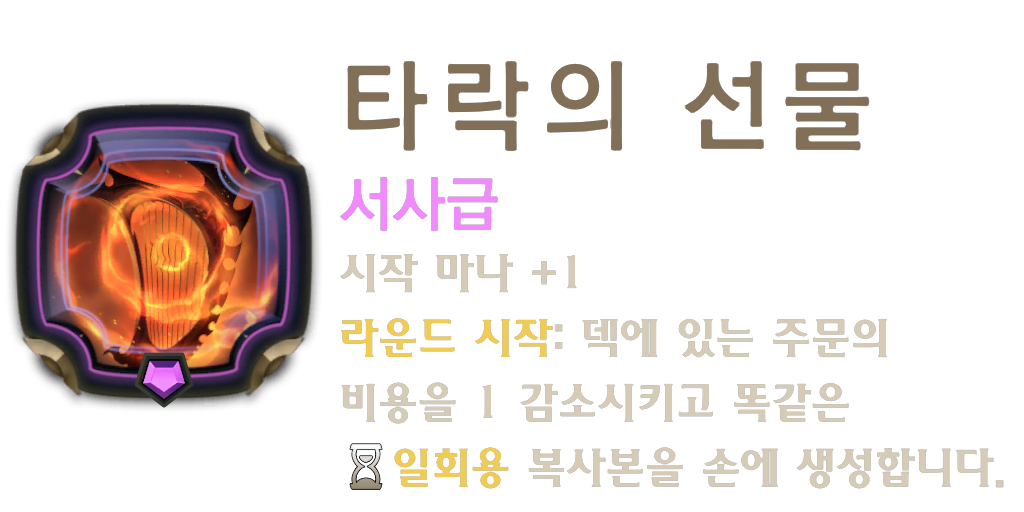 타락의 선물
서사급
시작 마나 +1
라운드 시작: 덱에 있는 주문의
비용을 1 감소시키고 똑같은
일회용 복사본을 손에 생성합니다.